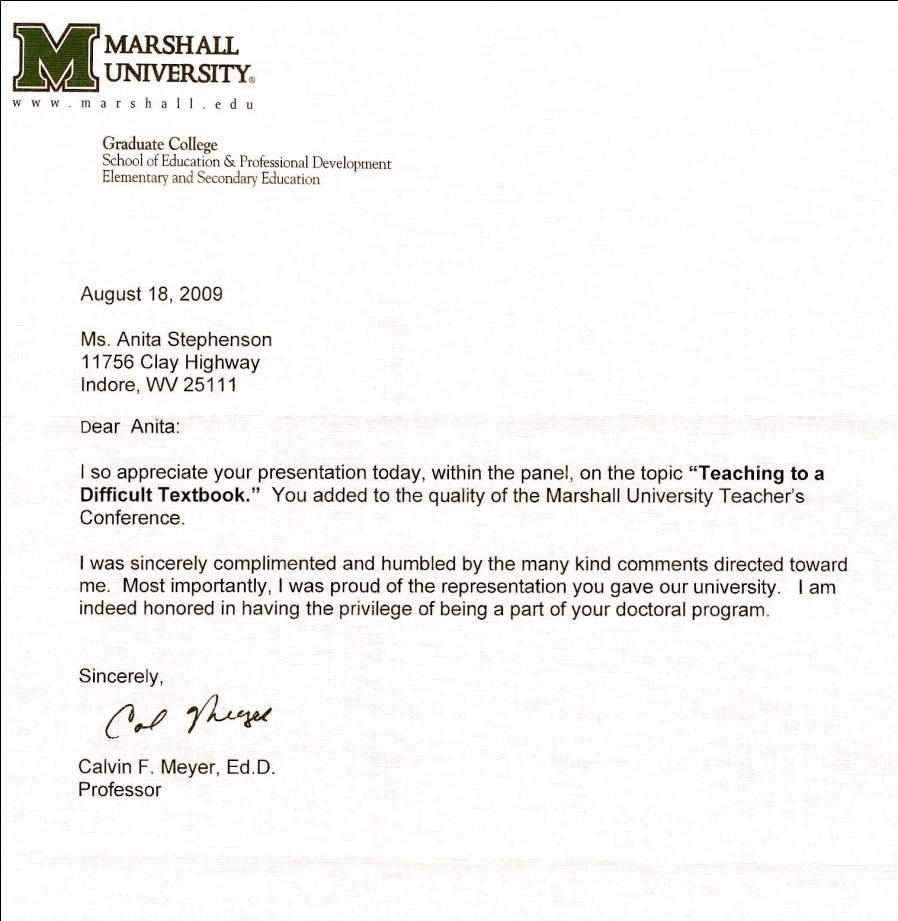 M MARSHALL
UNIVERSITY®
www.marshall.edu
Graduate College
School of Education & Professional Development
Elementary and Secondary Education
August 18, 2009
Ms. Anita Stephenson
11756 Clay Highway
Indore, WV 25111
Dear Anita:
I so appreciate your presentation today, within the panel, on the topic “Teaching to a
Difficult Textbook.” You added to the quality of the Marshall University Teacher’s
Conference.
I was sincerely complimented and humbled by the many kind comments directed toward
me. Most importantly, I was proud of the representation you gave our university. I am
indeed honored in having the privilege of being a part of your doctoral program.
Sincerely,
Cal Meyer
Calvin F. Meyer, Ed.D.
Professor